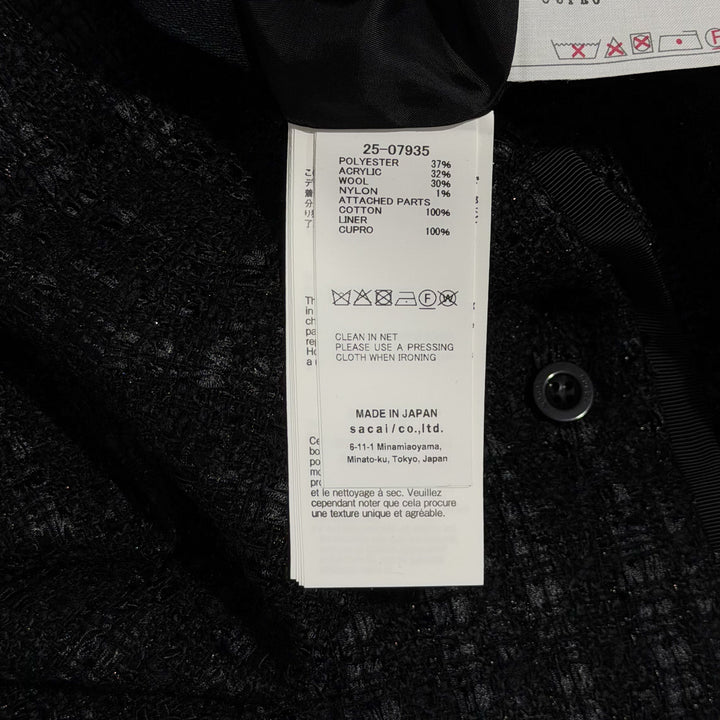 25-07935
POLYESTER 37%
ACRYLIC 32%
WOOL 30%
NYLON 1%
ATTACHED PARTS
COTTON 100%
LINER
CUPRO 100%
F W
CLEAN IN NET
PLEASE USE A PRESSING
CLOTH WHEN IRONING
MADE IN JAPAN
sacai/co.,ltd.
6-11-1 Minamiaoyama,
Minato-ku, Tokyo, Japan
et le nettoyage à sec. Veuillez
cependant noter que cela procure
une texture unique et agréable.